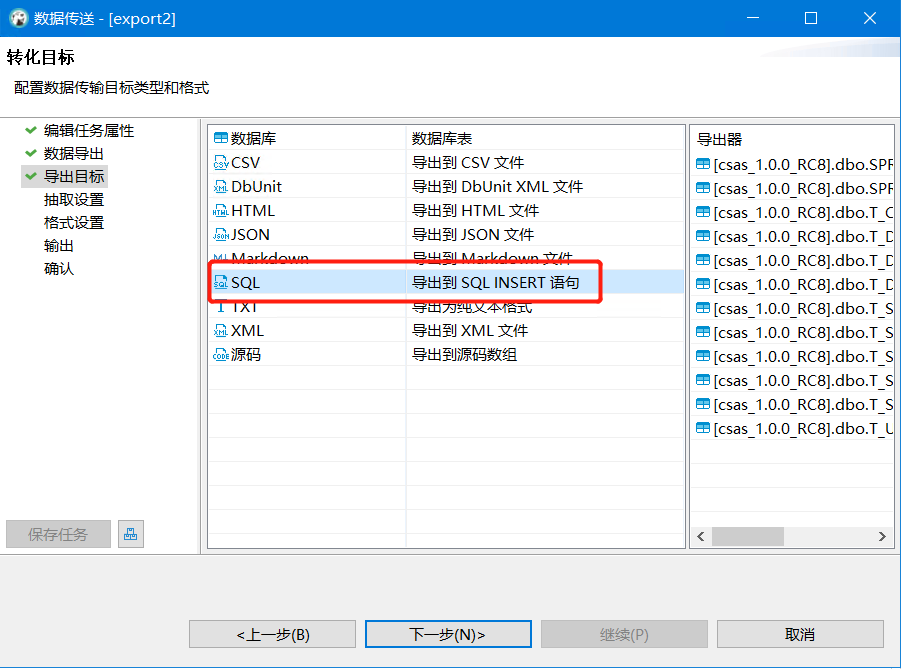 数据传送 - [export2]
转化目标
配置数据传输目标类型和格式
编辑任务属性
数据导出
导出目标
抽取设置
格式设置
输出
确认
数据库 数据库表
CSV 导出到 CSV 文件
DbUnit 导出到 DbUnit XML 文件
HTML 导出到 HTML 文件
JSON 导出到 JSON 文件
Markdown 导出到 Markdown 文件
SQL 导出到 SQL INSERT 语句
TXT 导出为纯文本格式
XML 导出到 XML 文件
源码 导出到源码数组
导出器
[csas_1.0.0_RC8].dbo.SPR
[csas_1.0.0_RC8].dbo.SPR
[csas_1.0.0_RC8].dbo.T_C
[csas_1.0.0_RC8].dbo.T_D
[csas_1.0.0_RC8].dbo.T_D
[csas_1.0.0_RC8].dbo.T_D
[csas_1.0.0_RC8].dbo.T_S
[csas_1.0.0_RC8].dbo.T_S
[csas_1.0.0_RC8].dbo.T_S
[csas_1.0.0_RC8].dbo.T_S
[csas_1.0.0_RC8].dbo.T_S
[csas_1.0.0_RC8].dbo.T_U
保存任务
<上一步(B) 下一步(N)> 继续(P) 取消